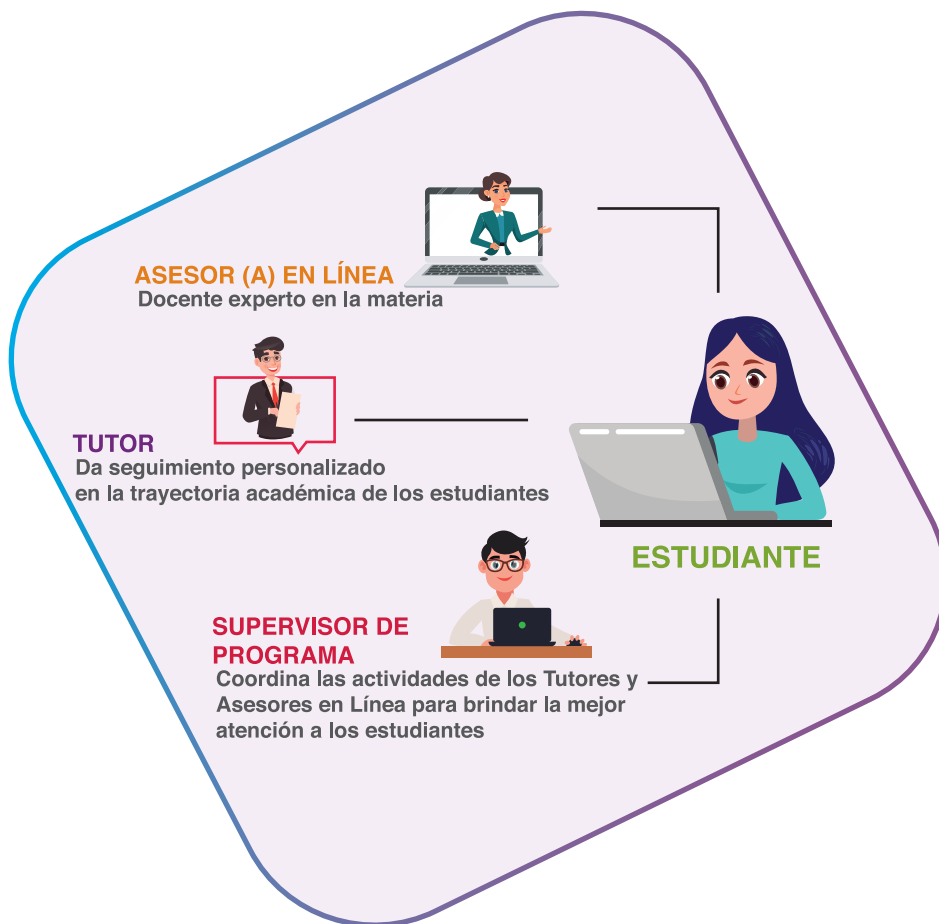 ASESOR (A) EN LÍNEA
Docente experto en la materia
TUTOR
Da seguimiento personalizado
en la trayectoria académica de los estudiantes
ESTUDIANTE
SUPERVISOR DE
PROGRAMA
Coordina las actividades de los Tutores y
Asesores en Línea para brindar la mejor
atención a los estudiantes